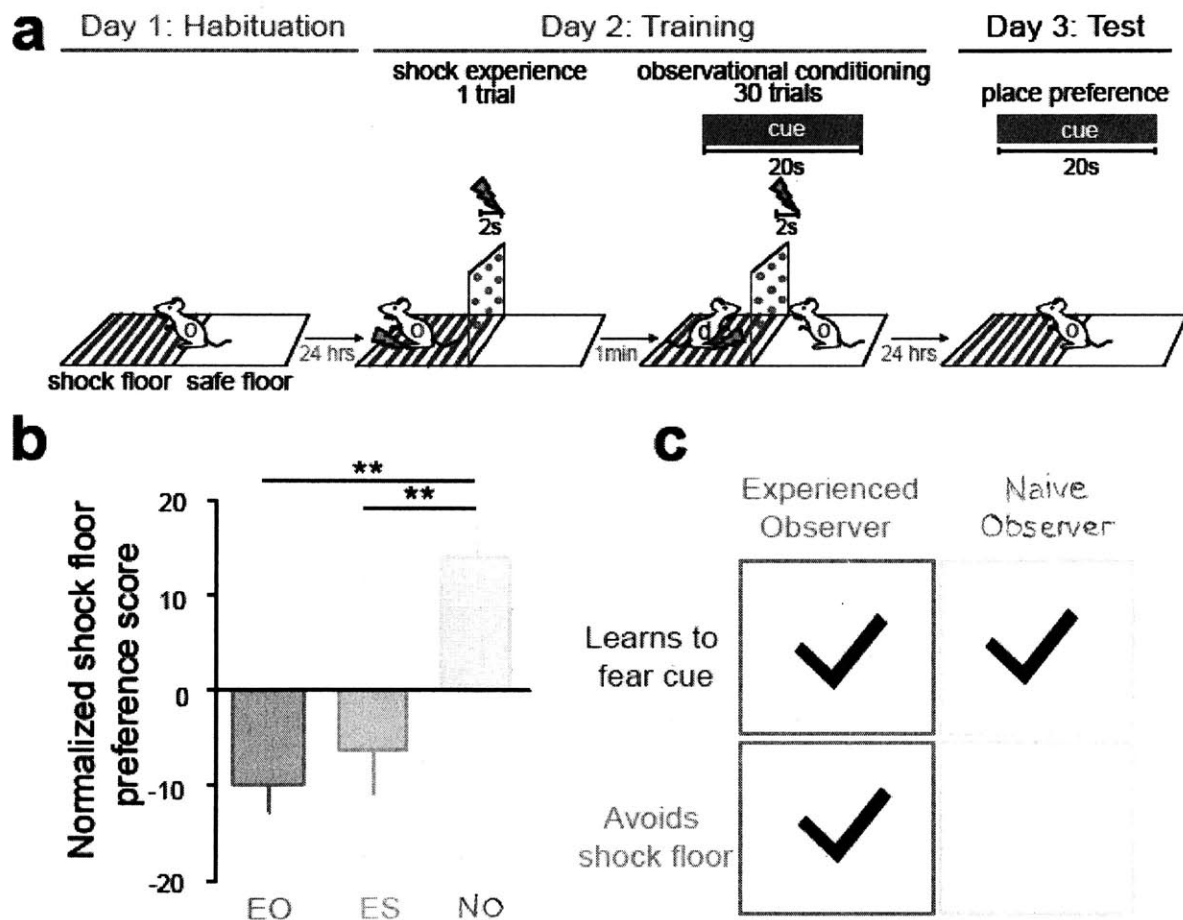 a
Day 1: Habituation
Day 2: Training
Day 3: Test
shock experience
1 trial
observational conditioning
30 trials
place preference
cue
20s
cue
20s
2s
2s
o
o
d
o
o
24 hrs
1min
24 hrs
shock floor safe floor
b
Normalized shock floor
preference score
**
**
20
10
0
-10
-20
EO
ES
NO
c
Experienced
Observer
Naive
Observer
Learns to
fear cue
Avoids
shock floor